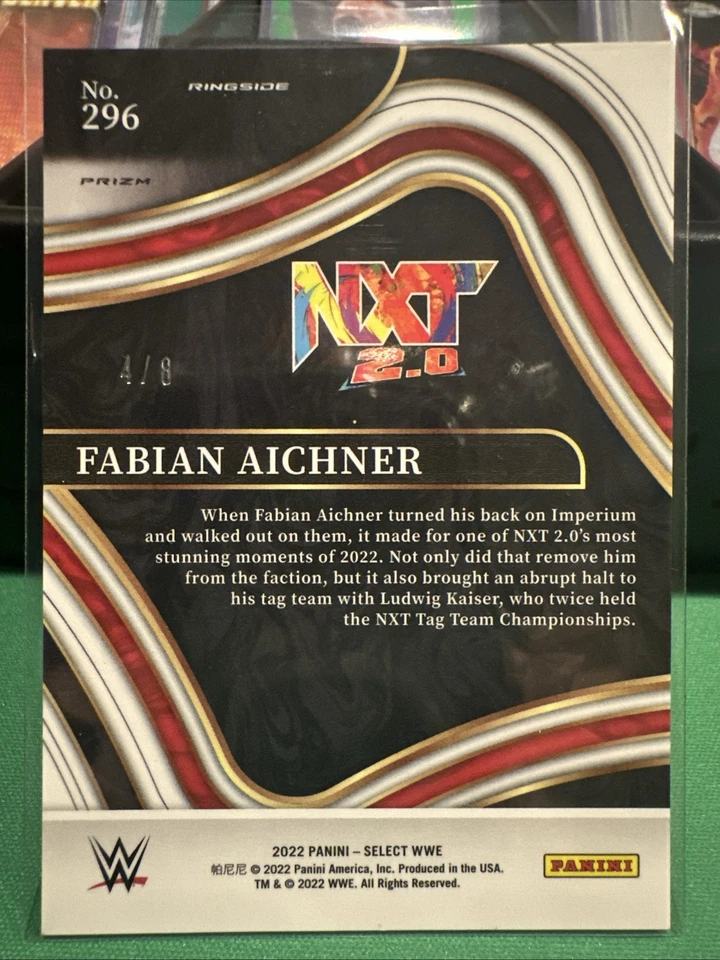 No.
296
RINGSIDE
PRIZM
NXT
2.0
4/8
FABIAN AICHNER
When Fabian Aichner turned his back on Imperium
and walked out on them, it made for one of NXT 2.0's most
stunning moments of 2022. Not only did that remove him
from the faction, but it also brought an abrupt halt to
his tag team with Ludwig Kaiser, who twice held
the NXT Tag Team Championships.
W
2022 PANINI – SELECT WWE
帕尼尼 © 2022 Panini America, Inc. Produced in the USA.
TM & © 2022 WWE. All Rights Reserved.
PANINI